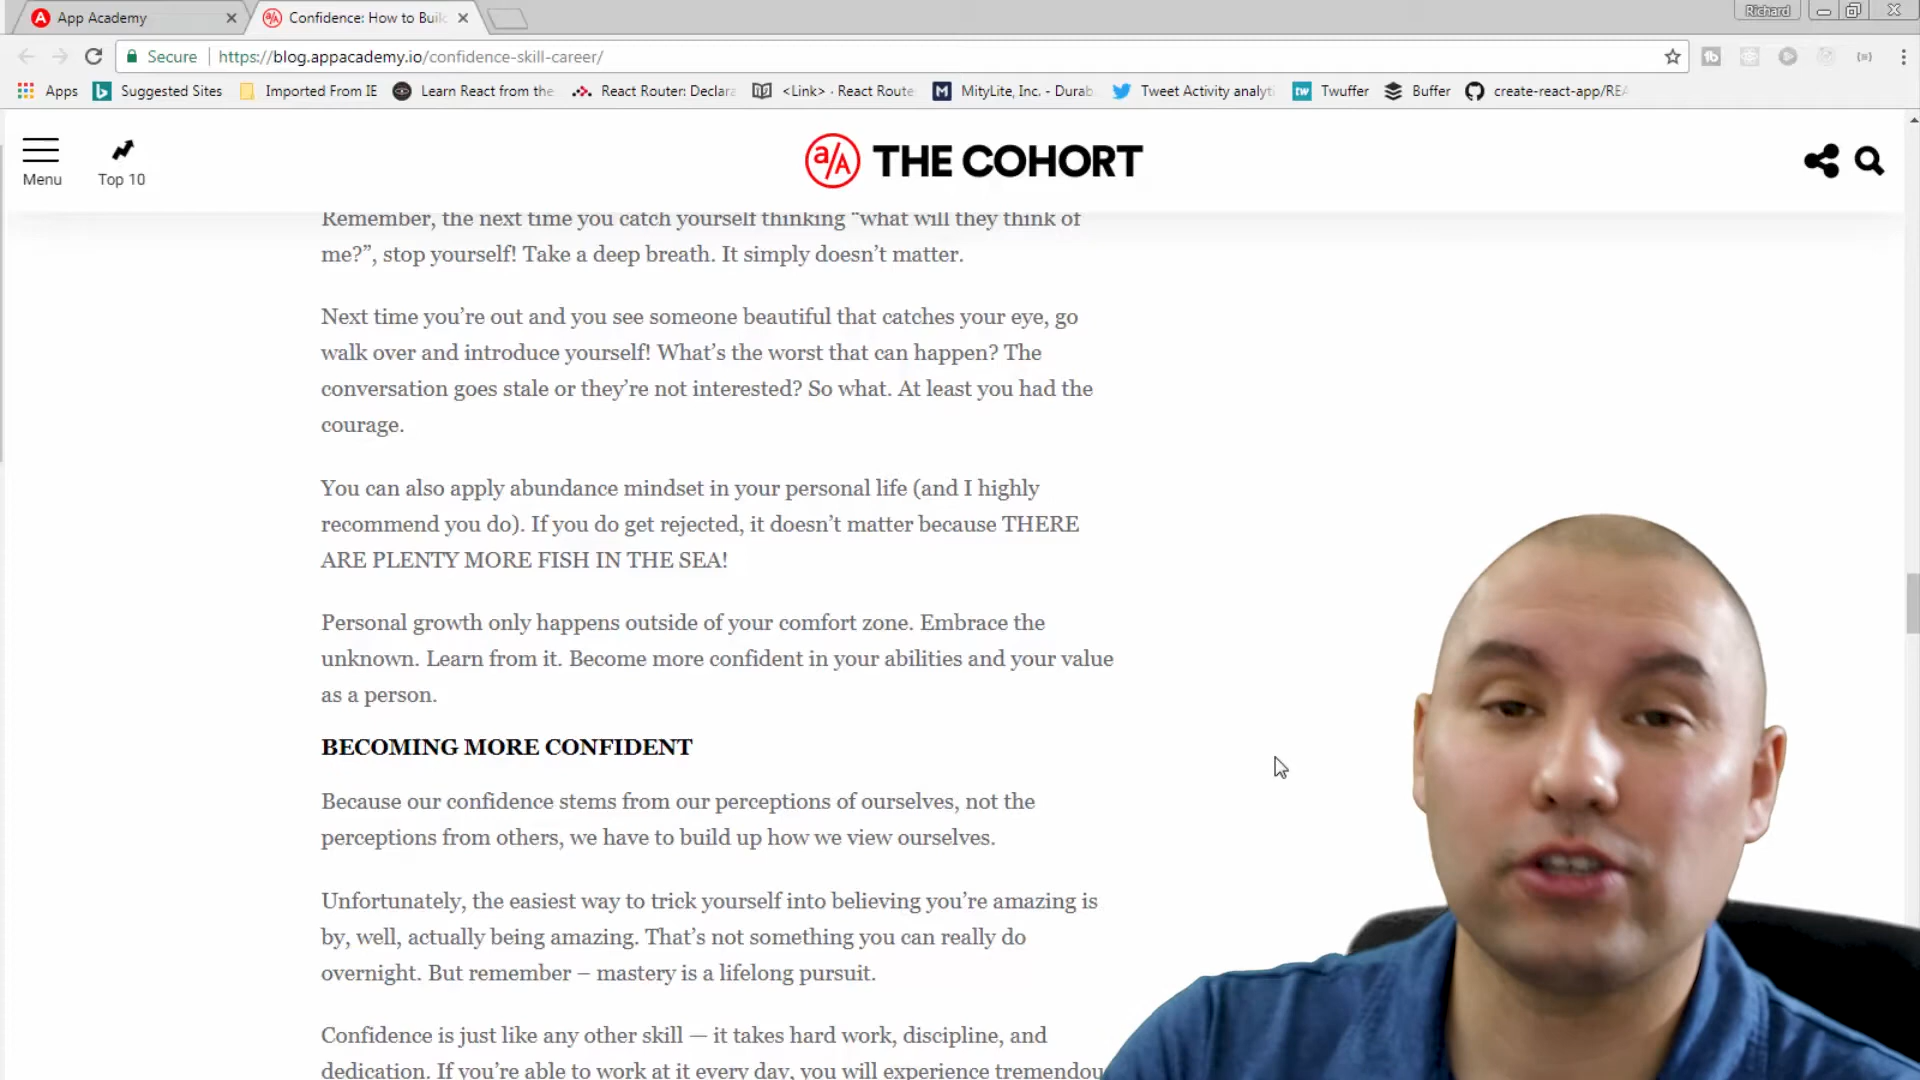 App Academy
Confidence: How to Buil
Richard
Secure https://blog.appacademy.io/confidence-skill-career/
Apps Suggested Sites Imported From IE Learn React from the React Router: Declara <Link> · React Route MityLite, Inc. - Durab Tweet Activity analyt Twuffer Buffer create-react-app/REA
Menu
Top 10
a/A THE COHORT
Remember, the next time you catch yourself thinking “what will they think of
me?”, stop yourself! Take a deep breath. It simply doesn’t matter.
Next time you’re out and you see someone beautiful that catches your eye, go
walk over and introduce yourself! What’s the worst that can happen? The
conversation goes stale or they’re not interested? So what. At least you had the
courage.
You can also apply abundance mindset in your personal life (and I highly
recommend you do). If you do get rejected, it doesn’t matter because THERE
ARE PLENTY MORE FISH IN THE SEA!
Personal growth only happens outside of your comfort zone. Embrace the
unknown. Learn from it. Become more confident in your abilities and your value
as a person.
BECOMING MORE CONFIDENT
Because our confidence stems from our perceptions of ourselves, not the
perceptions from others, we have to build up how we view ourselves.
Unfortunately, the easiest way to trick yourself into believing you’re amazing is
by, well, actually being amazing. That’s not something you can really do
overnight. But remember – mastery is a lifelong pursuit.
Confidence is just like any other skill — it takes hard work, discipline, and
dedication. If you’re able to work at it every day, you will experience tremendou